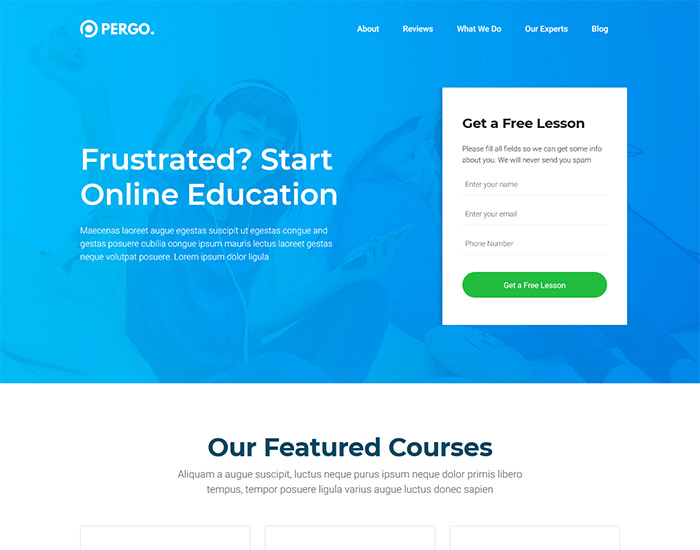 PERGO.
About
Reviews
What We Do
Our Experts
Blog
Frustrated? Start
Online Education
Maecenas laoreet augue egestas suscipit ut egestas congue and
gestas posuere cubilia congue ipsum mauris lectus laoreet gestas
neque volutpat posuere. Lorem ipsum dolor ligula
Get a Free Lesson
Please fill all fields so we can get some info
about you. We will never send you spam
Enter your name
Enter your email
Phone Number
Get a Free Lesson
Our Featured Courses
Aliquam a augue suscipit, luctus neque purus ipsum neque dolor primis libero
tempus, tempor posuere ligula varius augue luctus donec sapien